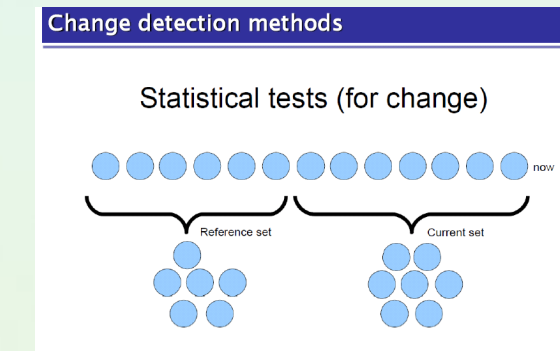 Change detection methods
Statistical tests (for change)
now
Reference set
Current set